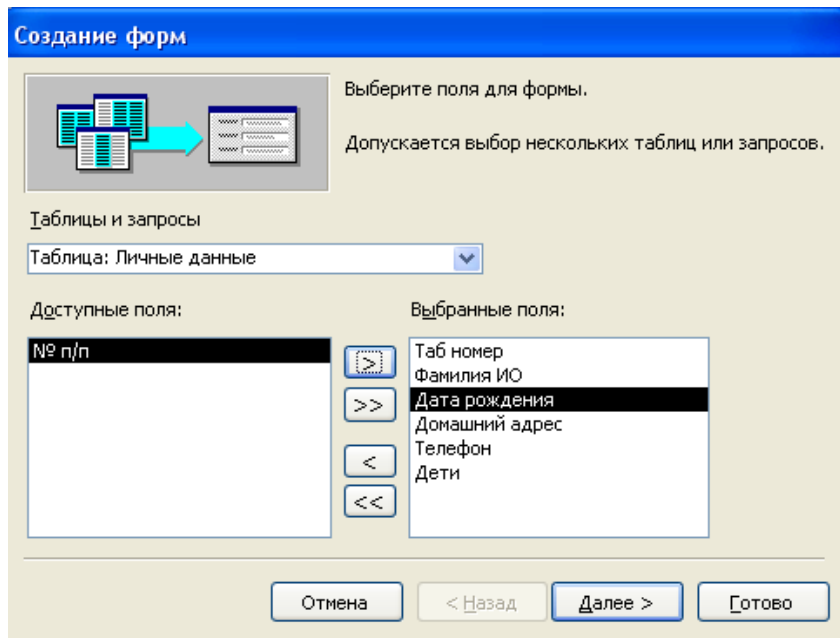 Создание форм
Выберите поля для формы.
Допускается выбор нескольких таблиц или запросов.
Таблицы и запросы
Таблица: Личные данные
Доступные поля:
Выбранные поля:
№ п/п
>
>>
<
<<
Таб номер
Фамилия ИО
Дата рождения
Домашний адрес
Телефон
Дети
Отмена
< Назад
Далее >
Готово